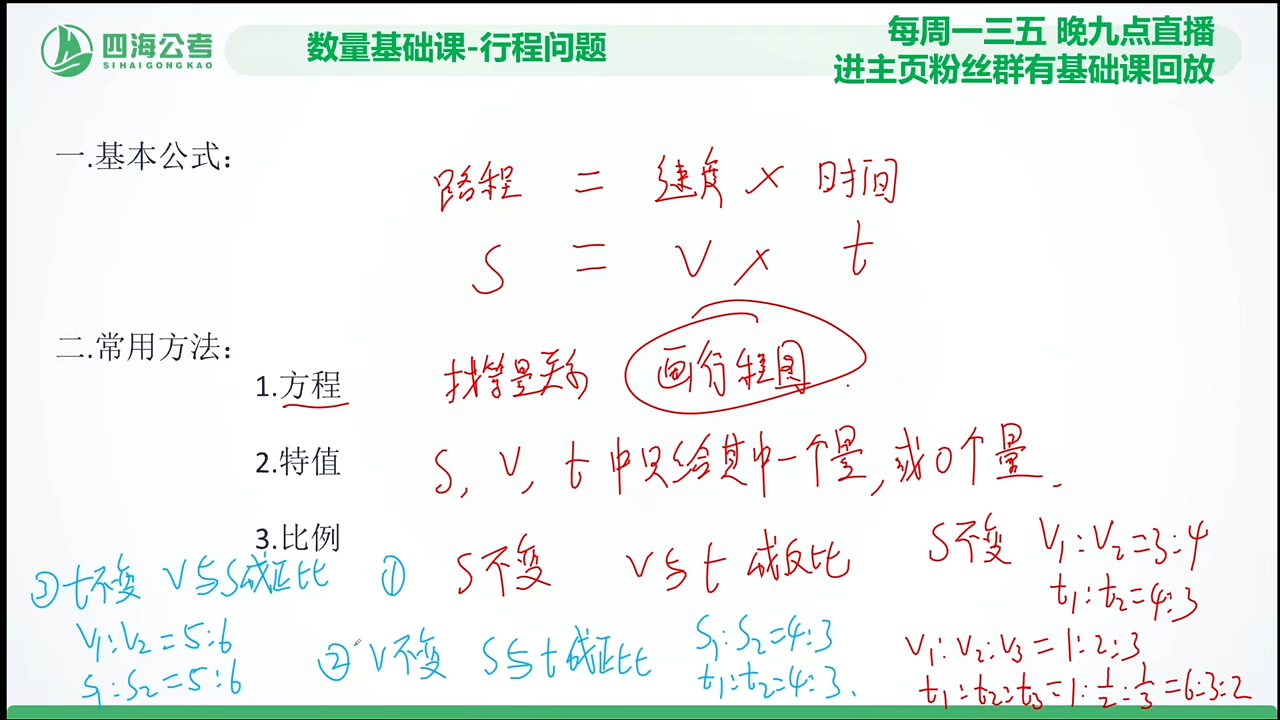 四海公考
SIHAIGONGKAO
数量基础课-行程问题
每周一三五 晚九点直播
进主页粉丝群有基础课回放
一.基本公式：
路程 = 速度 × 时间
S = V × t
二.常用方法：
1.方程 找等量关系 画行程图.
2.特值 S, V, t 中只给其中一个量,或0个量.
3.比例
① S不变 V与t 成反比
S不变 V₁:V₂=3:4
t₁:t₂=4:3
V₁:V₂:V₃=1:2:3
t₁:t₂:t₃=1:1/2:1/3=6:3:2
② V不变 S与t成正比
S₁:S₂=4:3
t₁:t₂=4:3.
③t不变 V与S成正比
V₁:V₂=5:6
S₁:S₂=5:6